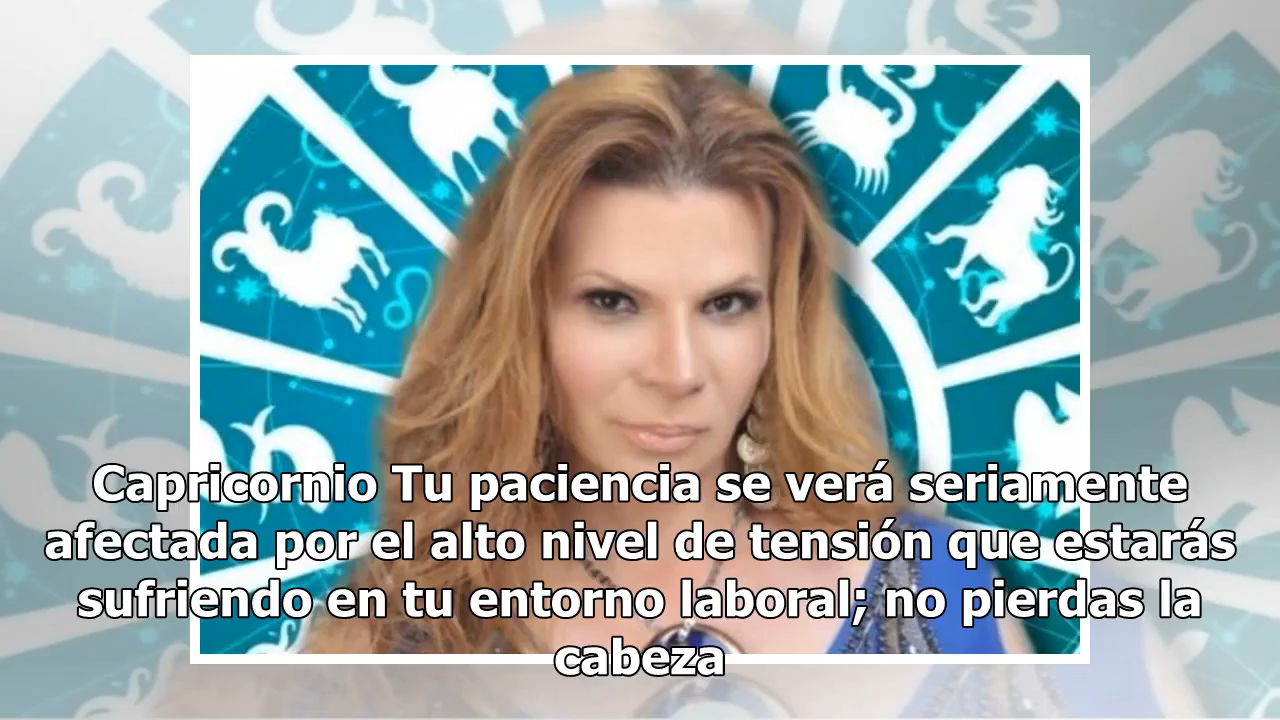 Capricornio Tu paciencia se verá seriamente
afectada por el alto nivel de tensión que estarás
sufriendo en tu entorno laboral; no pierdas la
cabeza